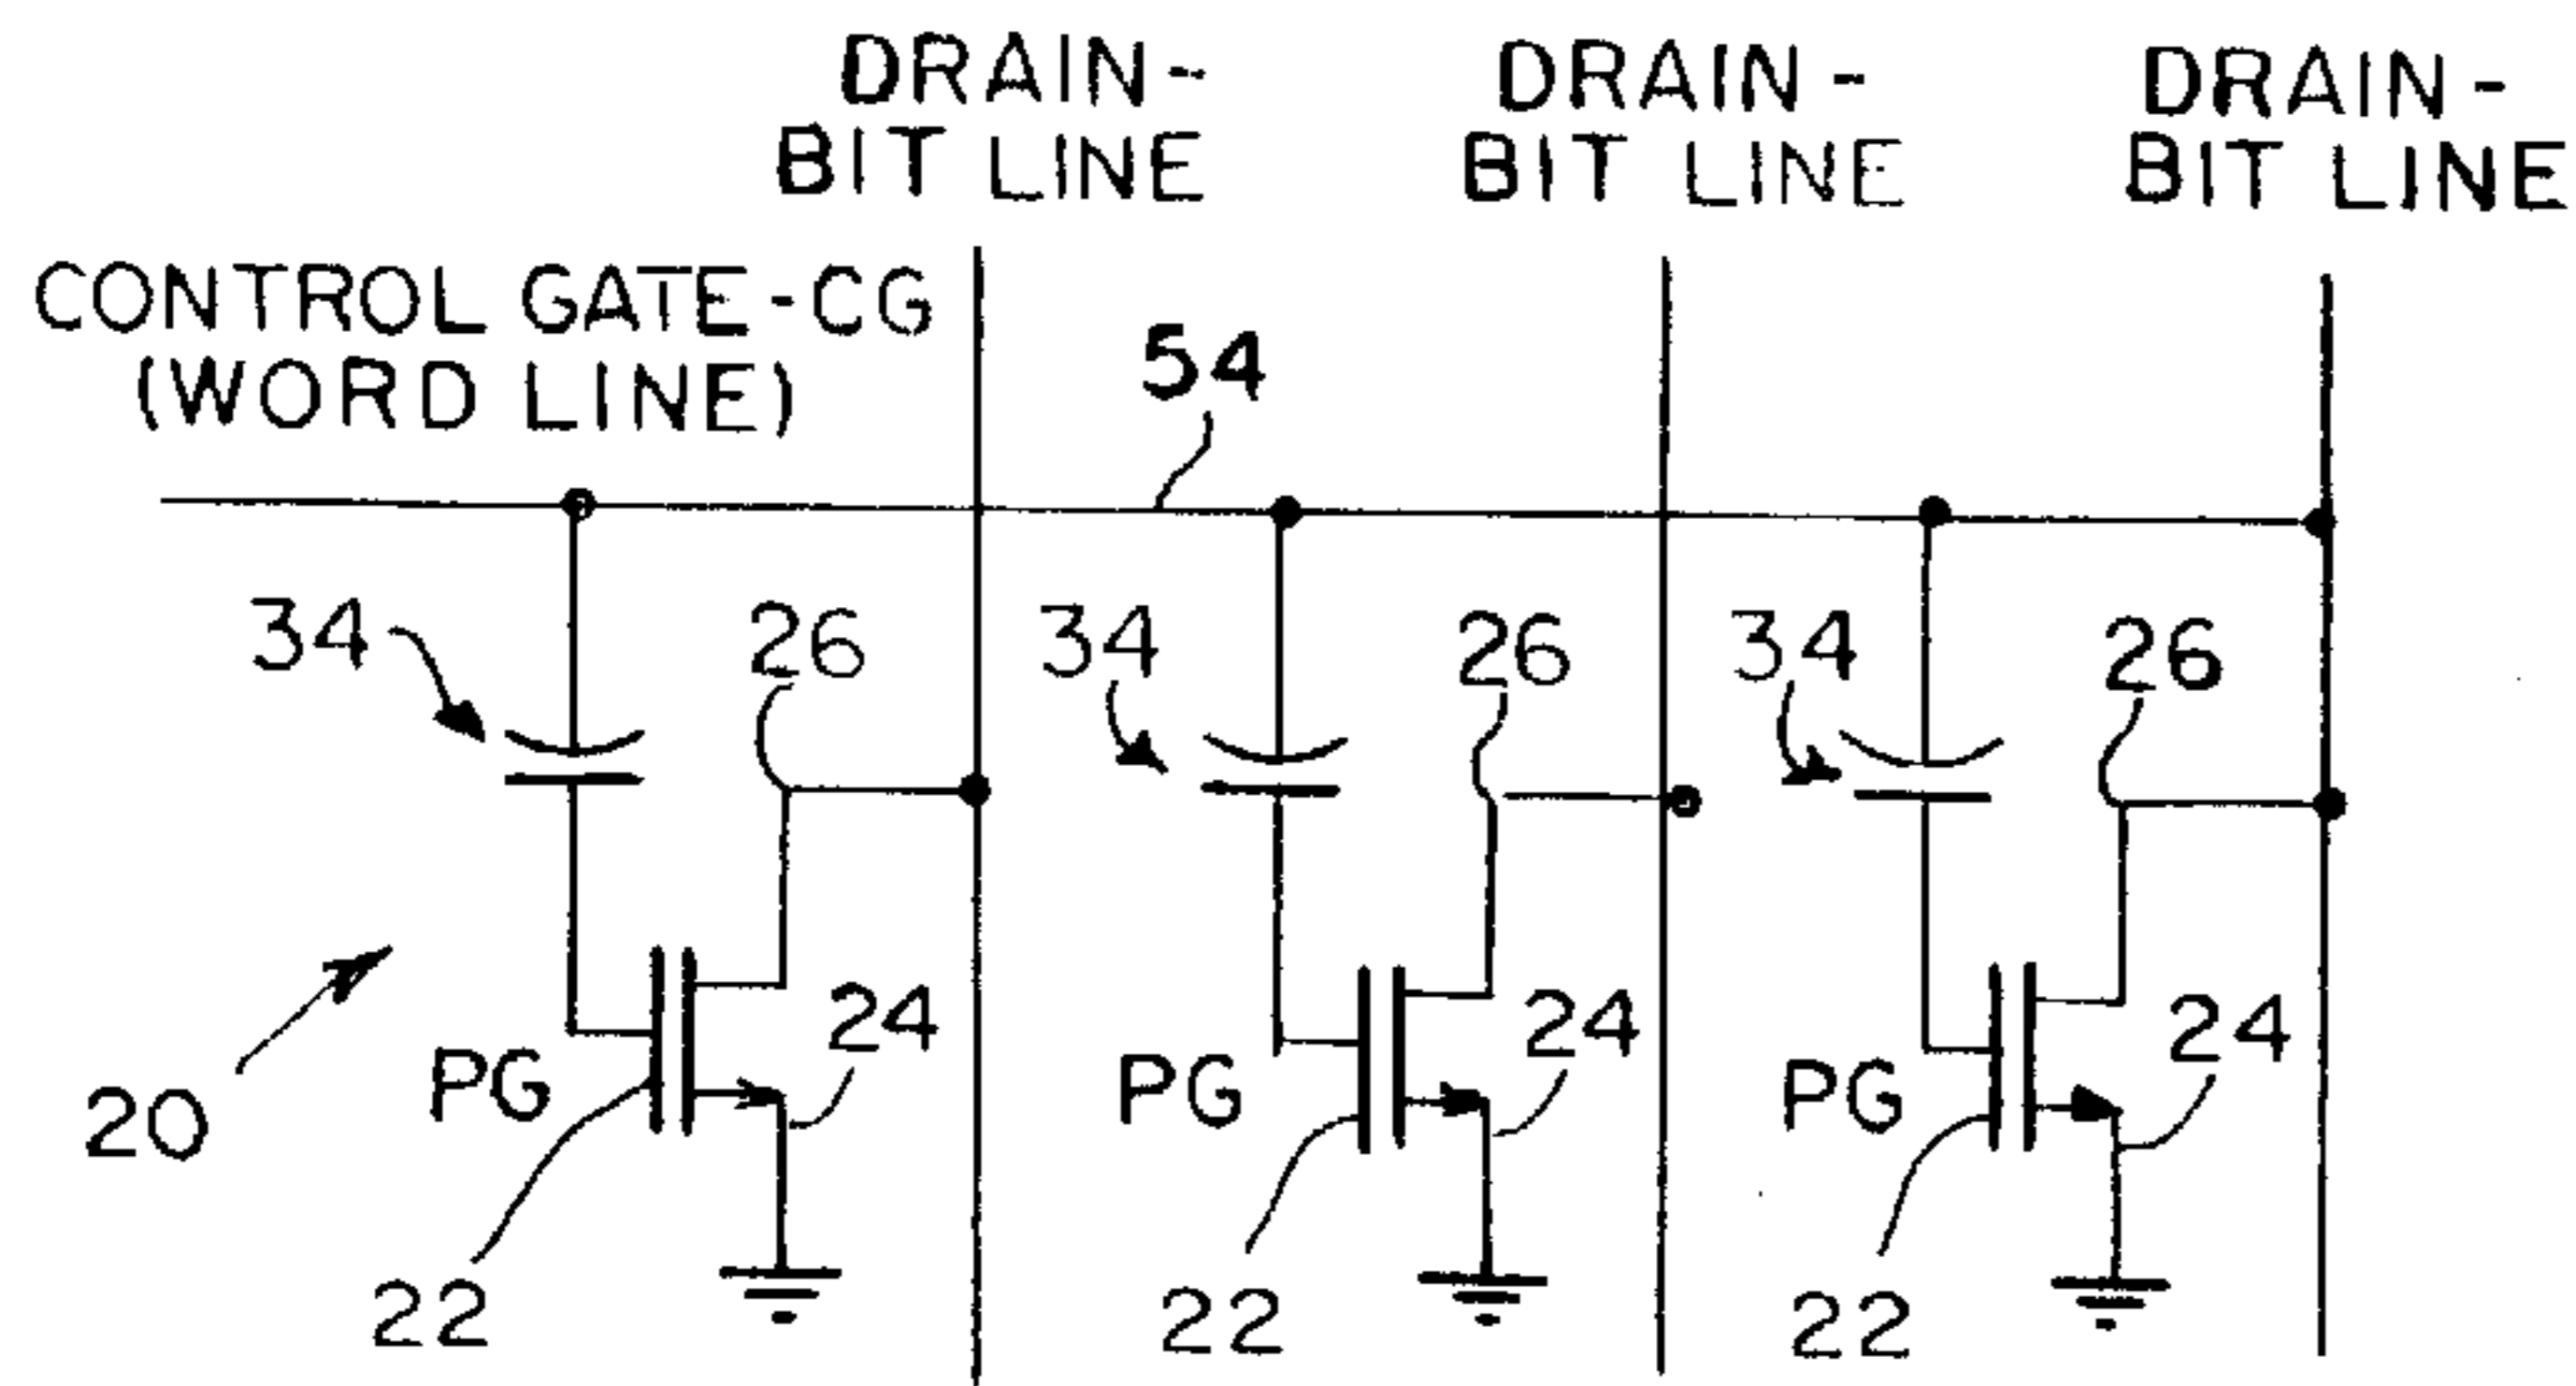 DRAIN-
BIT LINE
DRAIN-
BIT LINE
DRAIN-
BIT LINE
CONTROL GATE-CG
(WORD LINE)
54
34
26
34
26
34
26
20
PG
24
PG
24
PG
24
22
22
22